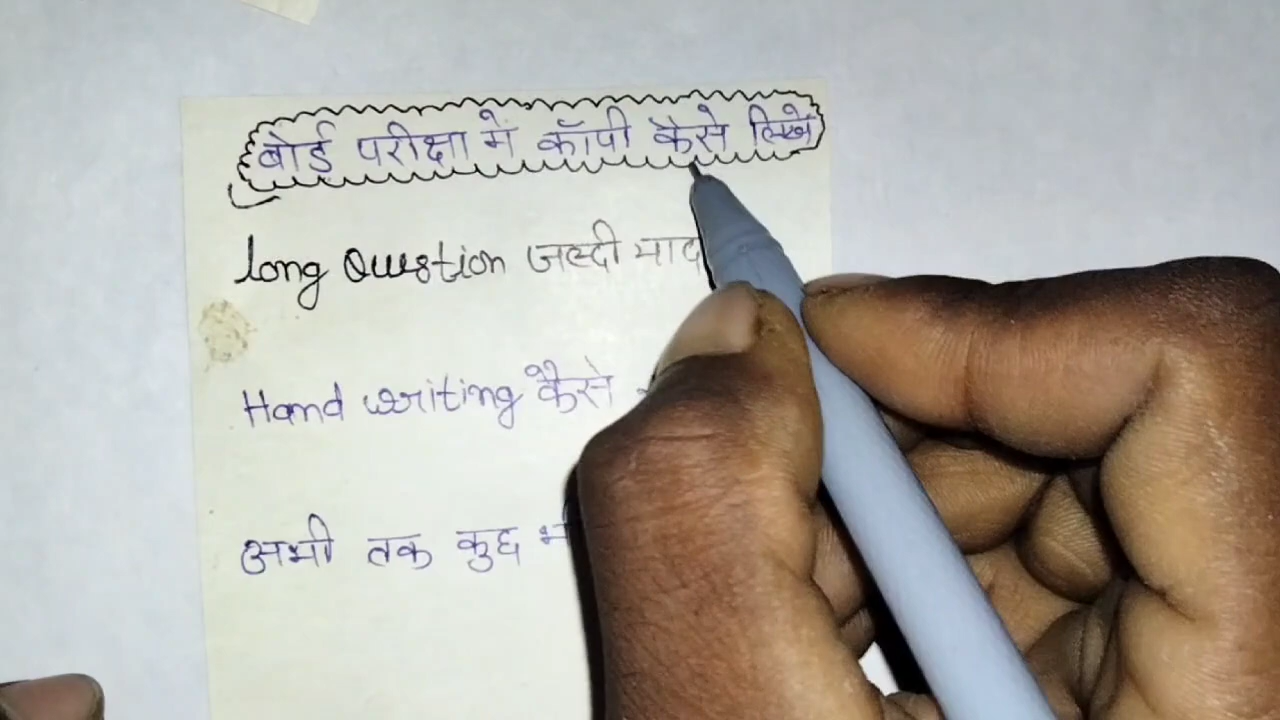 बोर्ड परीक्षा में कॉपी कैसे लिखें
long Question जल्दी याद
Hand writing कैसे
अभी तक कुछ